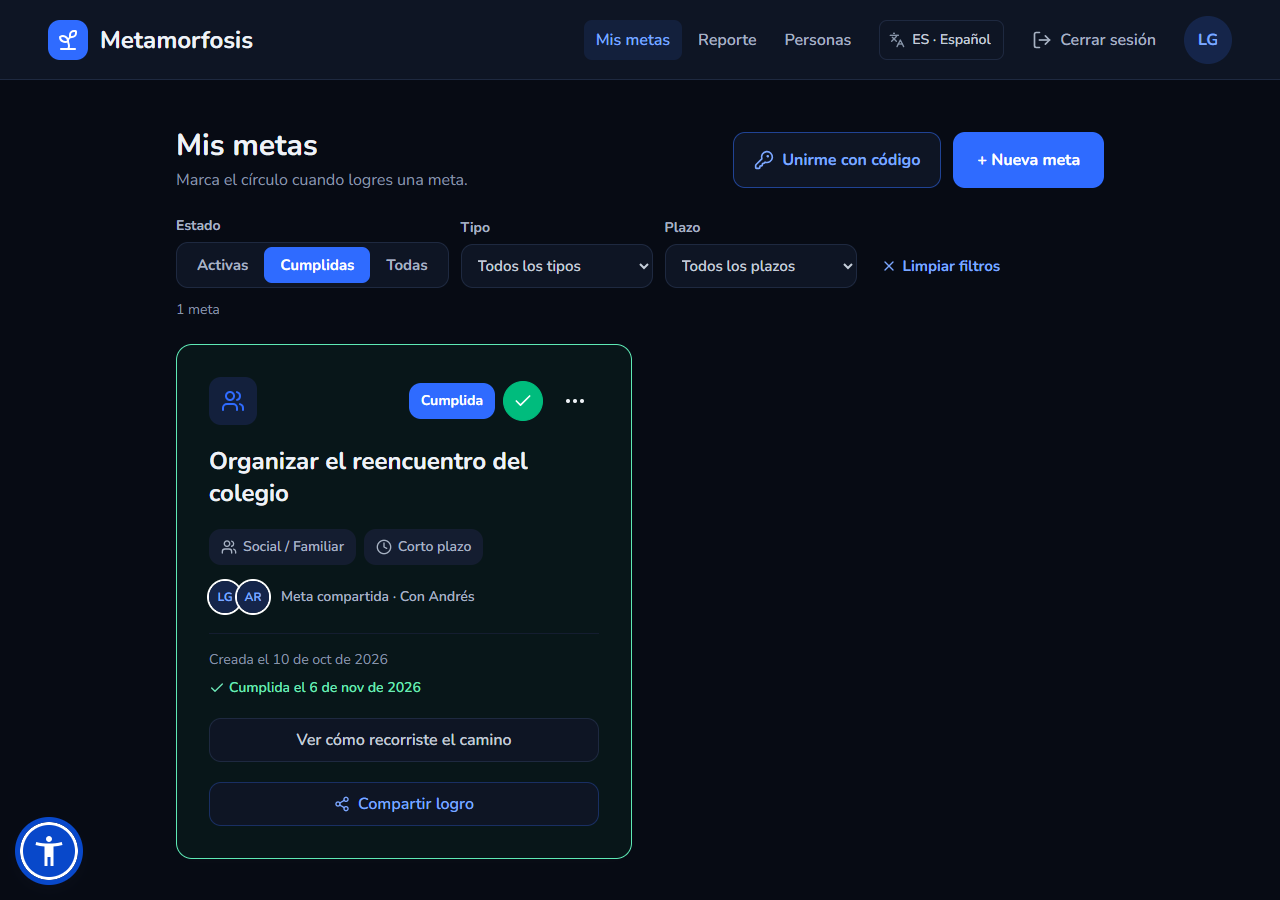 Metamorfosis
Mis metas
Reporte
Personas
ES · Español
Cerrar sesión
LG
Mis metas
Marca el círculo cuando logres una meta.
Unirme con código
+ Nueva meta
Estado
Activas
Cumplidas
Todas
Tipo
Todos los tipos
Plazo
Todos los plazos
Limpiar filtros
1 meta
Cumplida
Organizar el reencuentro del
colegio
Social / Familiar
Corto plazo
LG
AR
Meta compartida · Con Andrés
Creada el 10 de oct de 2026
Cumplida el 6 de nov de 2026
Ver cómo recorriste el camino
Compartir logro